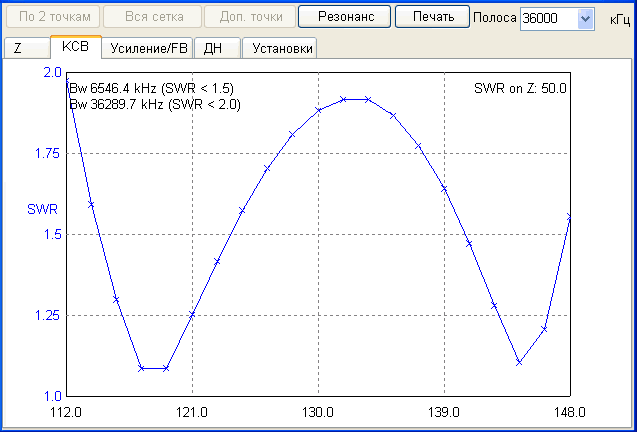 По 2 точкам Вся сетка Доп. точки Резонанс Печать Полоса 36000 кГц
Z КСВ Усиление/FB ДН Установки
2.0
Bw 6546.4 kHz (SWR < 1.5) SWR on Z: 50.0
Bw 36289.7 kHz (SWR < 2.0)
1.75
SWR
1.5
1.25
1.0
112.0 121.0 130.0 139.0 148.0